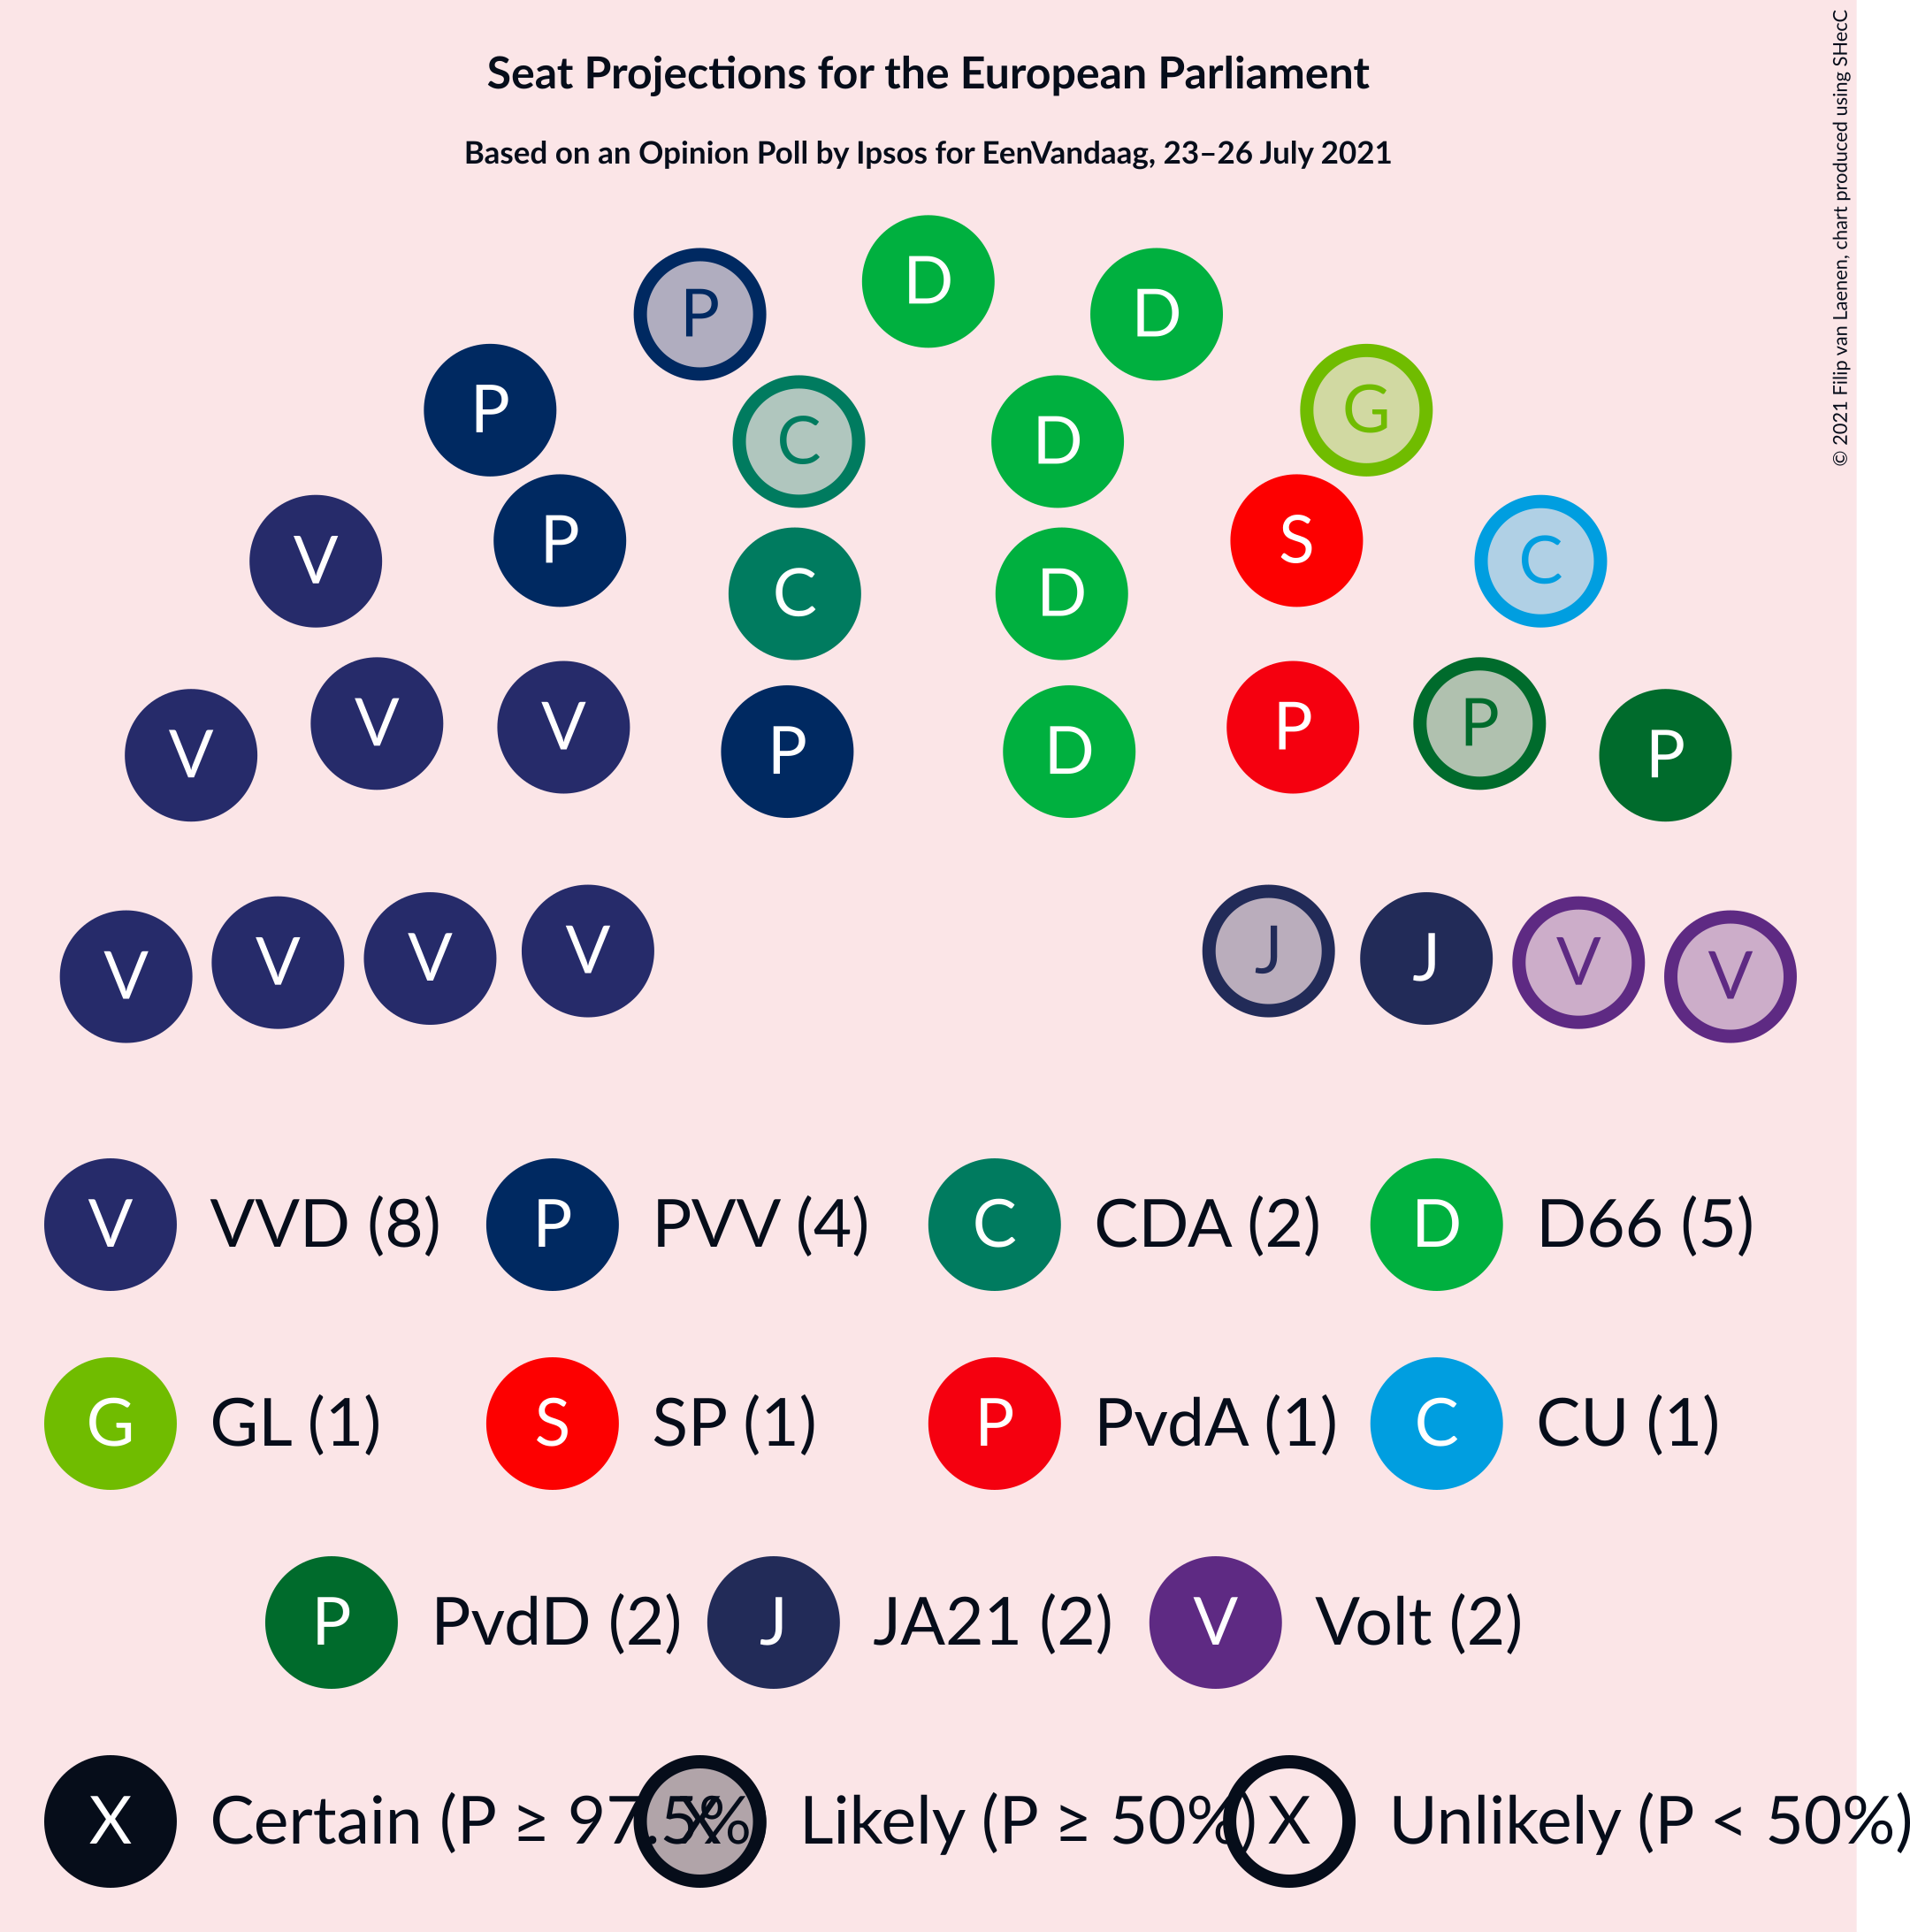 Seat Projections for the European Parliament
Based on an Opinion Poll by Ipsos for EenVandaag, 23–26 July 2021
© 2021 Filip van Laenen, chart produced using SHecC
D
P D
P G
C D
P S
V C
C D
V V P P
V P D P
V V V V
J J V V
V VVD (8) P PVV (4) C CDA (2) D D66 (5)
G GL (1) S SP (1) P PvdA (1) C CU (1)
P PvdD (2) J JA21 (2) V Volt (2)
X Certain (P ≥ 97.5% X Likely (P ≥ 50%) X Unlikely (P < 50%)